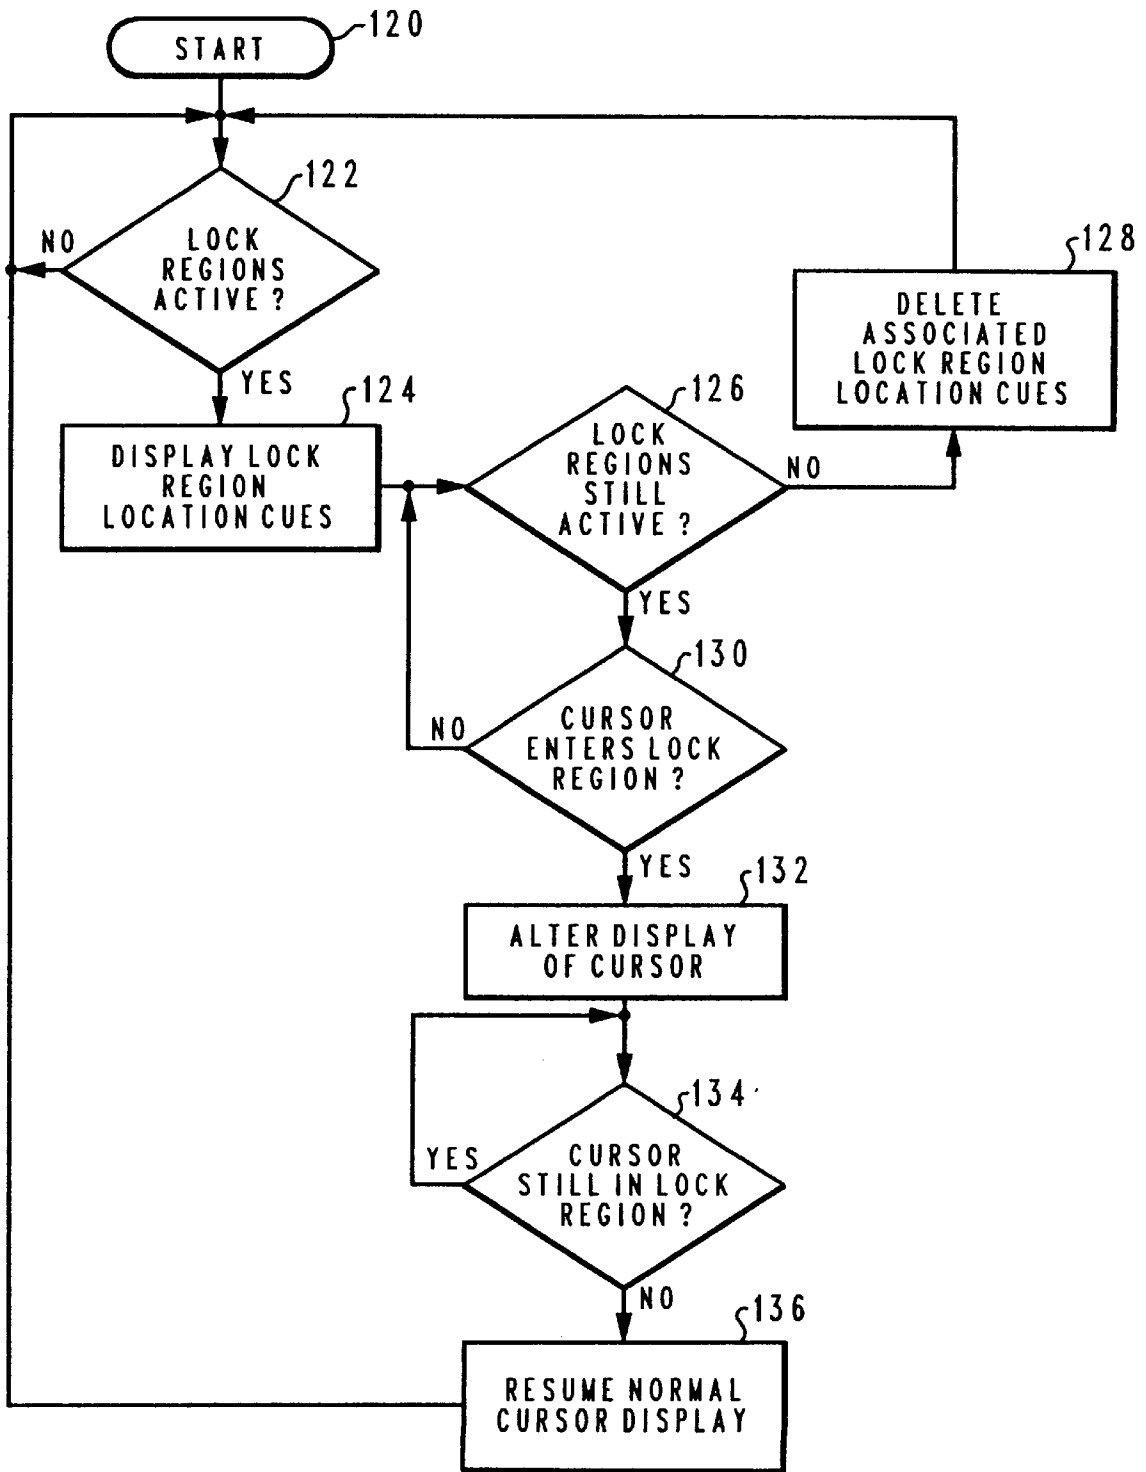 120
START
122
LOCK
REGIONS
ACTIVE ?
NO
YES
128
DELETE
ASSOCIATED
LOCK REGION
LOCATION CUES
124
DISPLAY LOCK
REGION
LOCATION CUES
126
LOCK
REGIONS
STILL
ACTIVE ?
NO
YES
130
CURSOR
ENTERS LOCK
REGION ?
NO
YES
132
ALTER DISPLAY
OF CURSOR
134
CURSOR
STILL IN LOCK
REGION ?
YES
NO
136
RESUME NORMAL
CURSOR DISPLAY